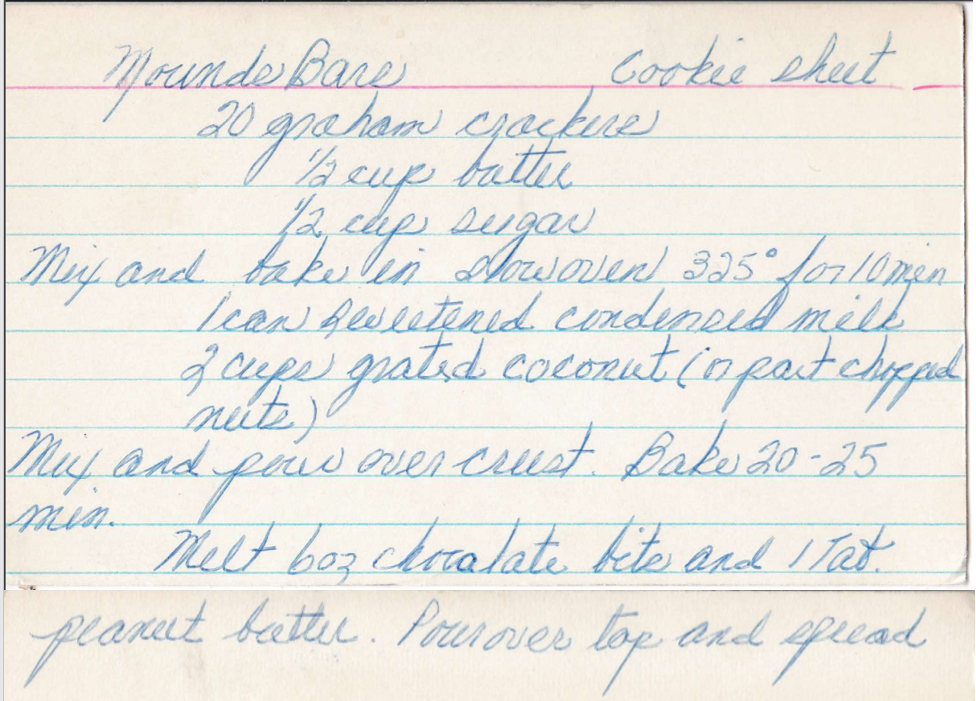 Mounds Bars Cookie sheet
20 graham crackers
1/2 cup butter
1/2 cup sugar
Mix and bake in slow oven 325° for 10 min
1 can sweetened condensed milk
2 cups grated coconut (or part chopped
nuts)
Mix and pour over crust. Bake 20-25
min.
Melt 6oz chocolate bits and 1 Tab.
peanut butter. Pour over top and spread